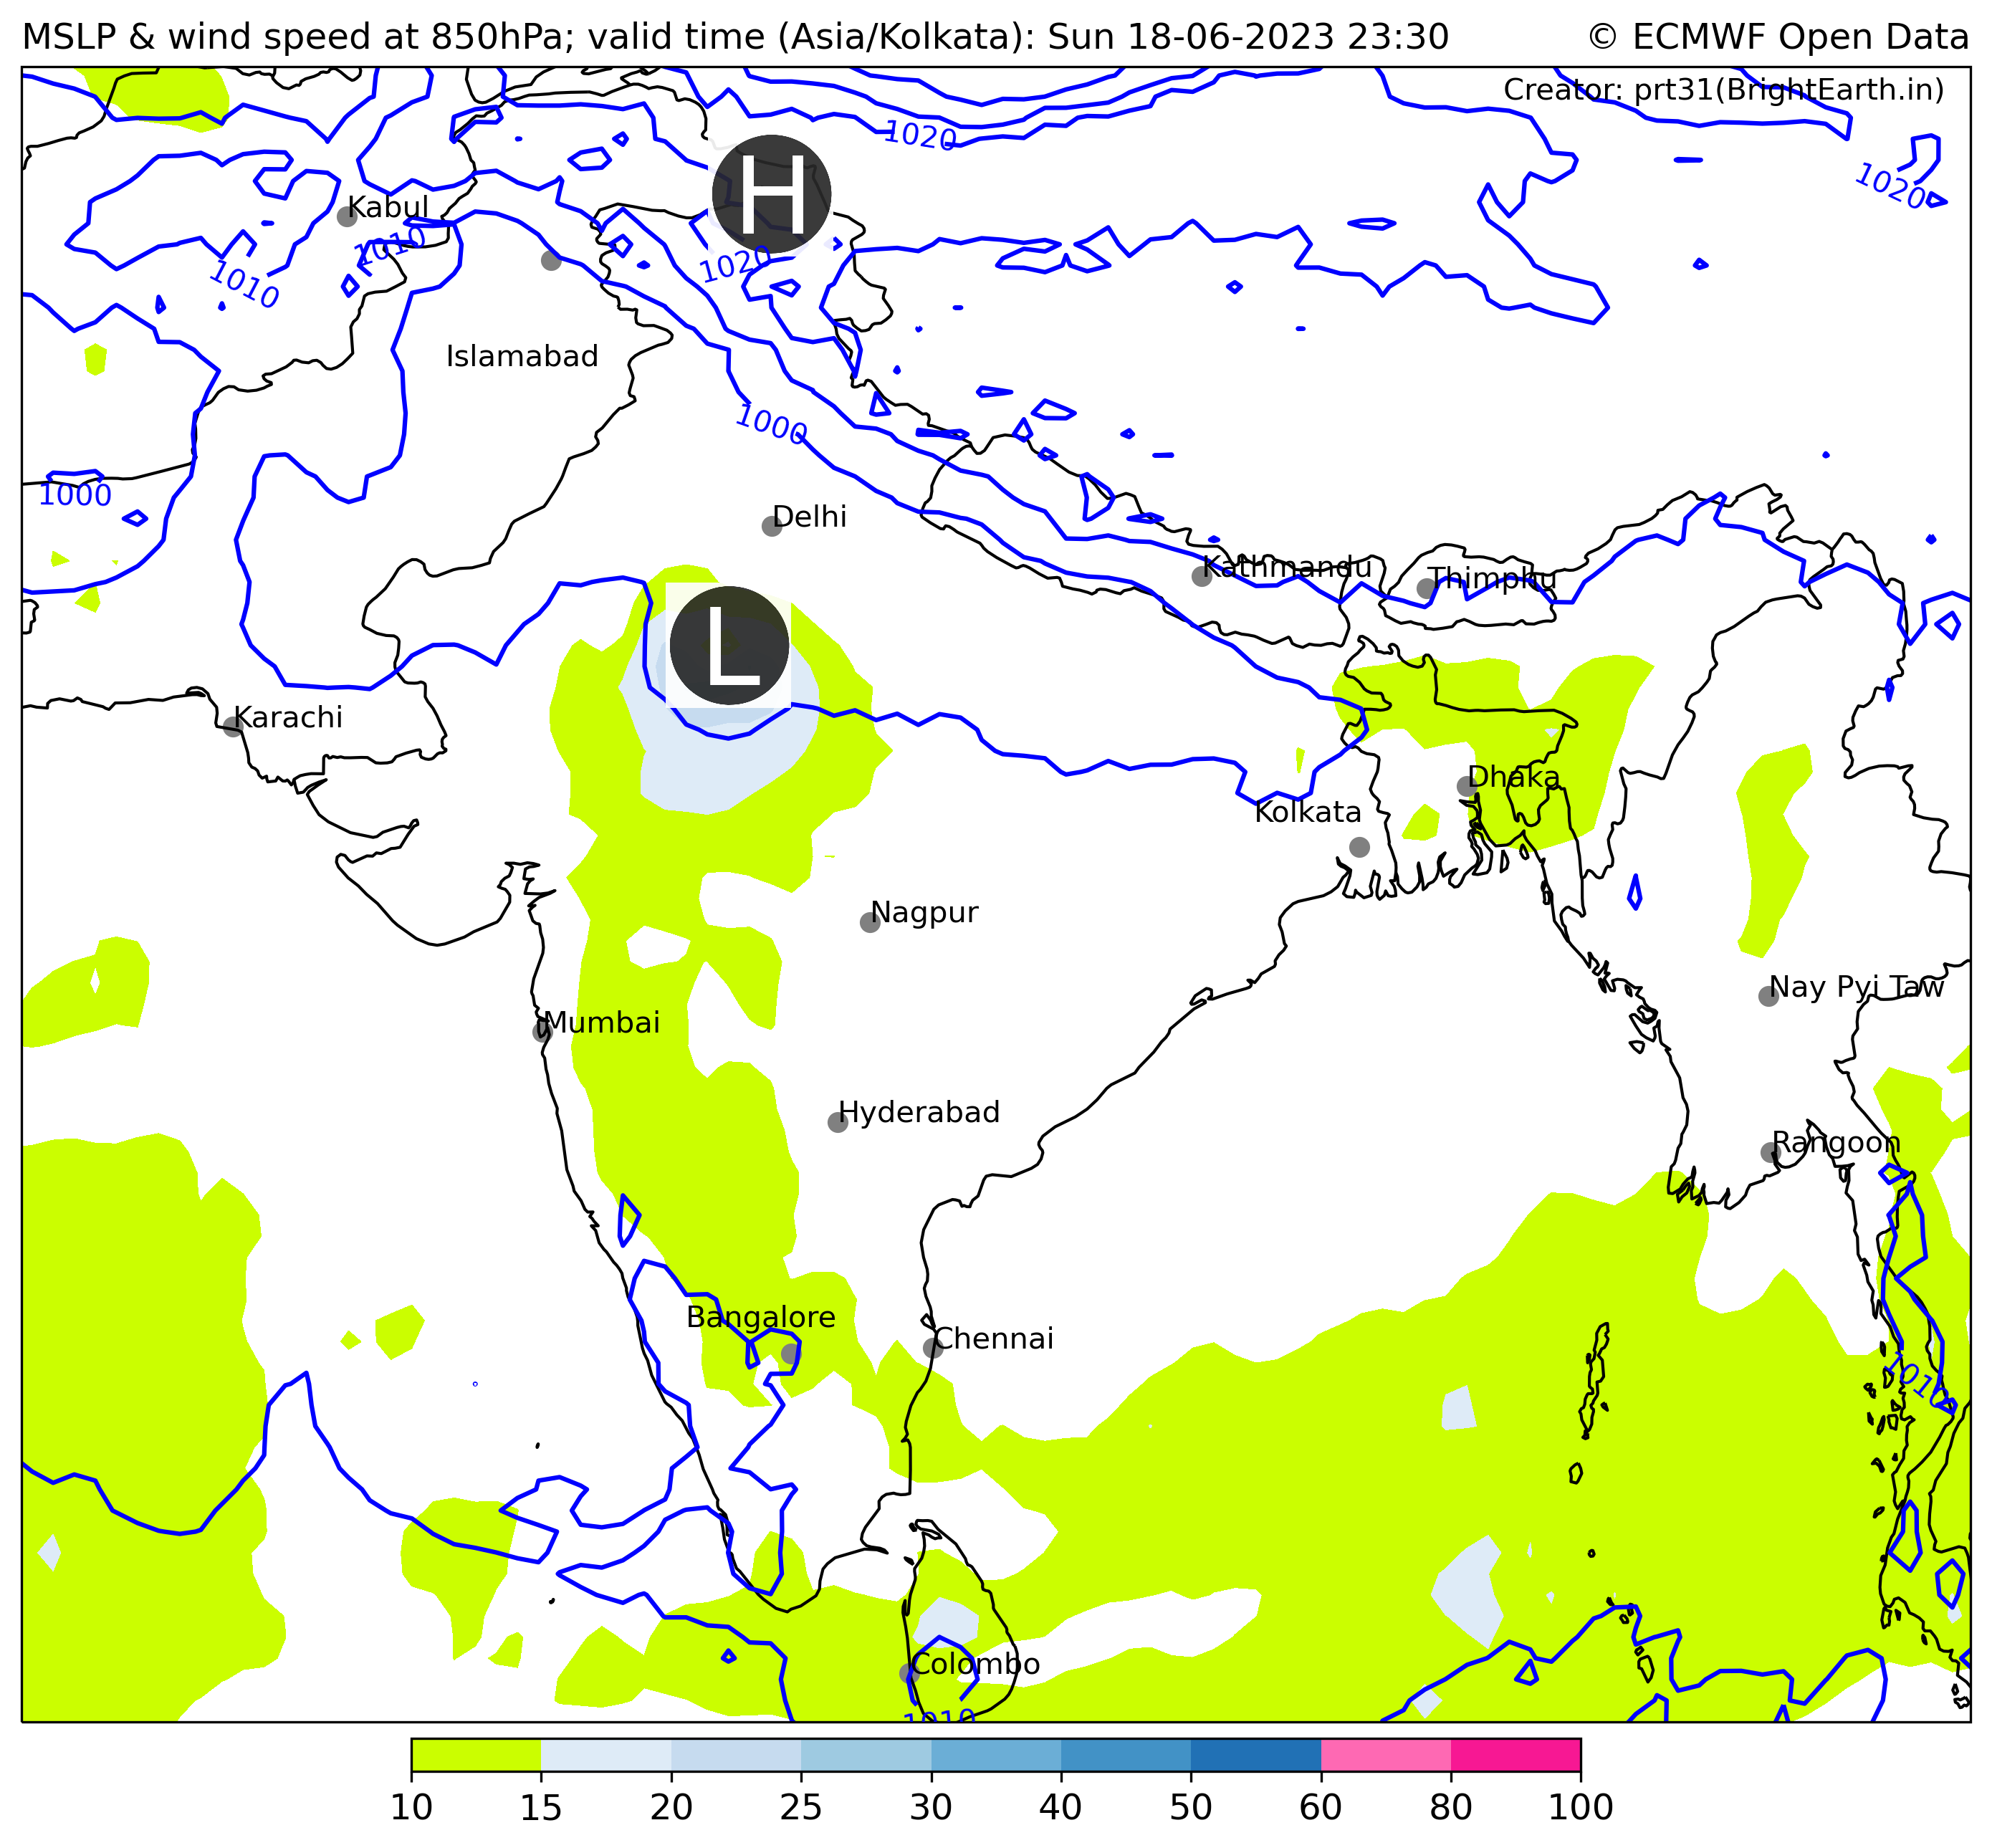 MSLP & wind speed at 850hPa; valid time (Asia/Kolkata): Sun 18-06-2023 23:30
© ECMWF Open Data
Creator: prt31(BrightEarth.in)
1020
H
1020
Kabul
1010
1010
1020
Islamabad
1000
1000
Delhi
Kathmandu
Thimphu
L
Karachi
Dhaka
Kolkata
Nagpur
Nay Pyi Taw
Mumbai
Hyderabad
Rangoon
Bangalore
Chennai
1010
Colombo
1010
10 15 20 25 30 40 50 60 80 100